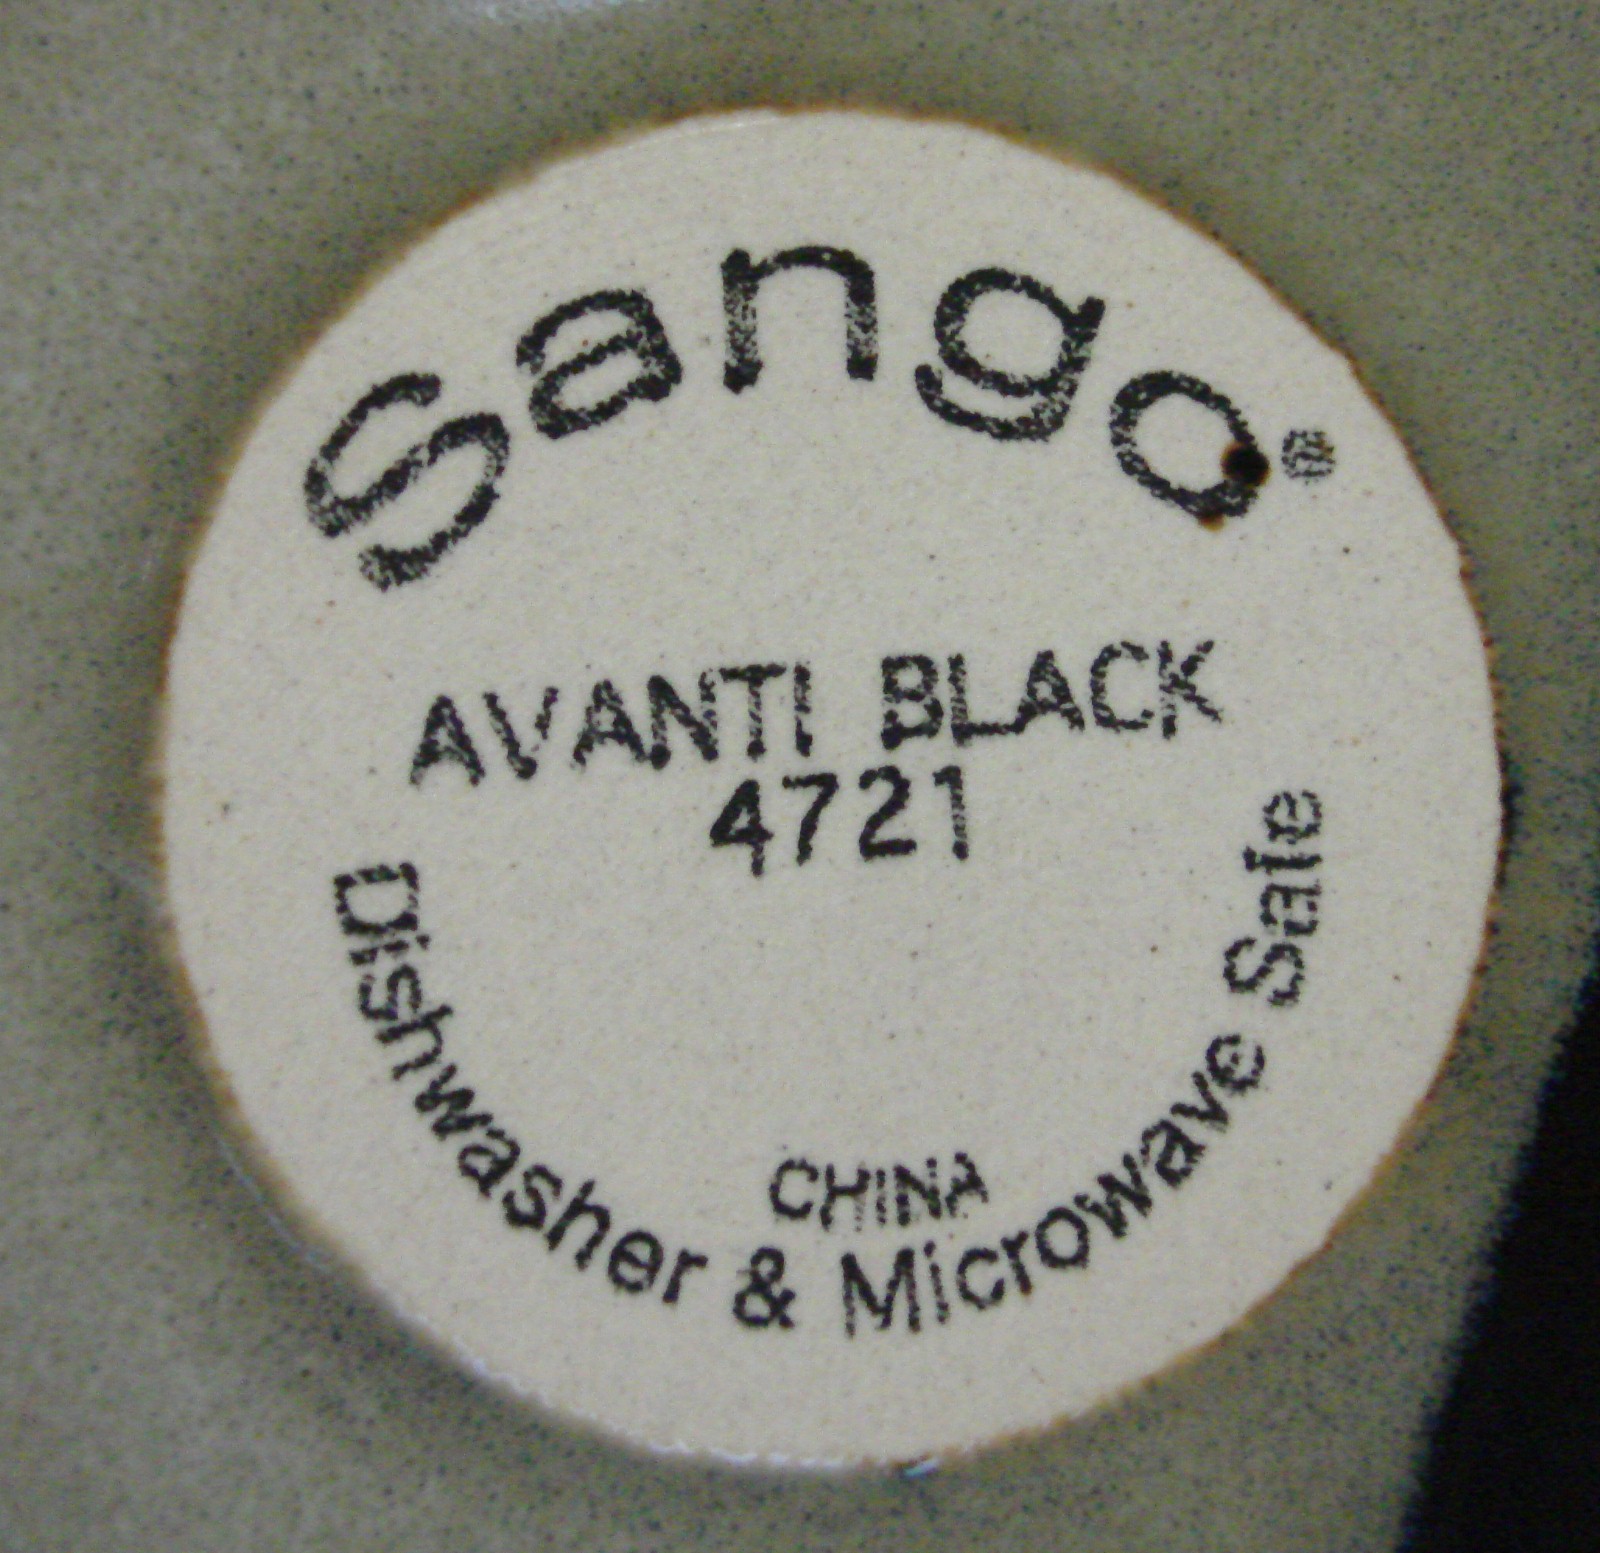 Sango®
AVANTI BLACK
4721
CHINA
Dishwasher & Microwave Safe